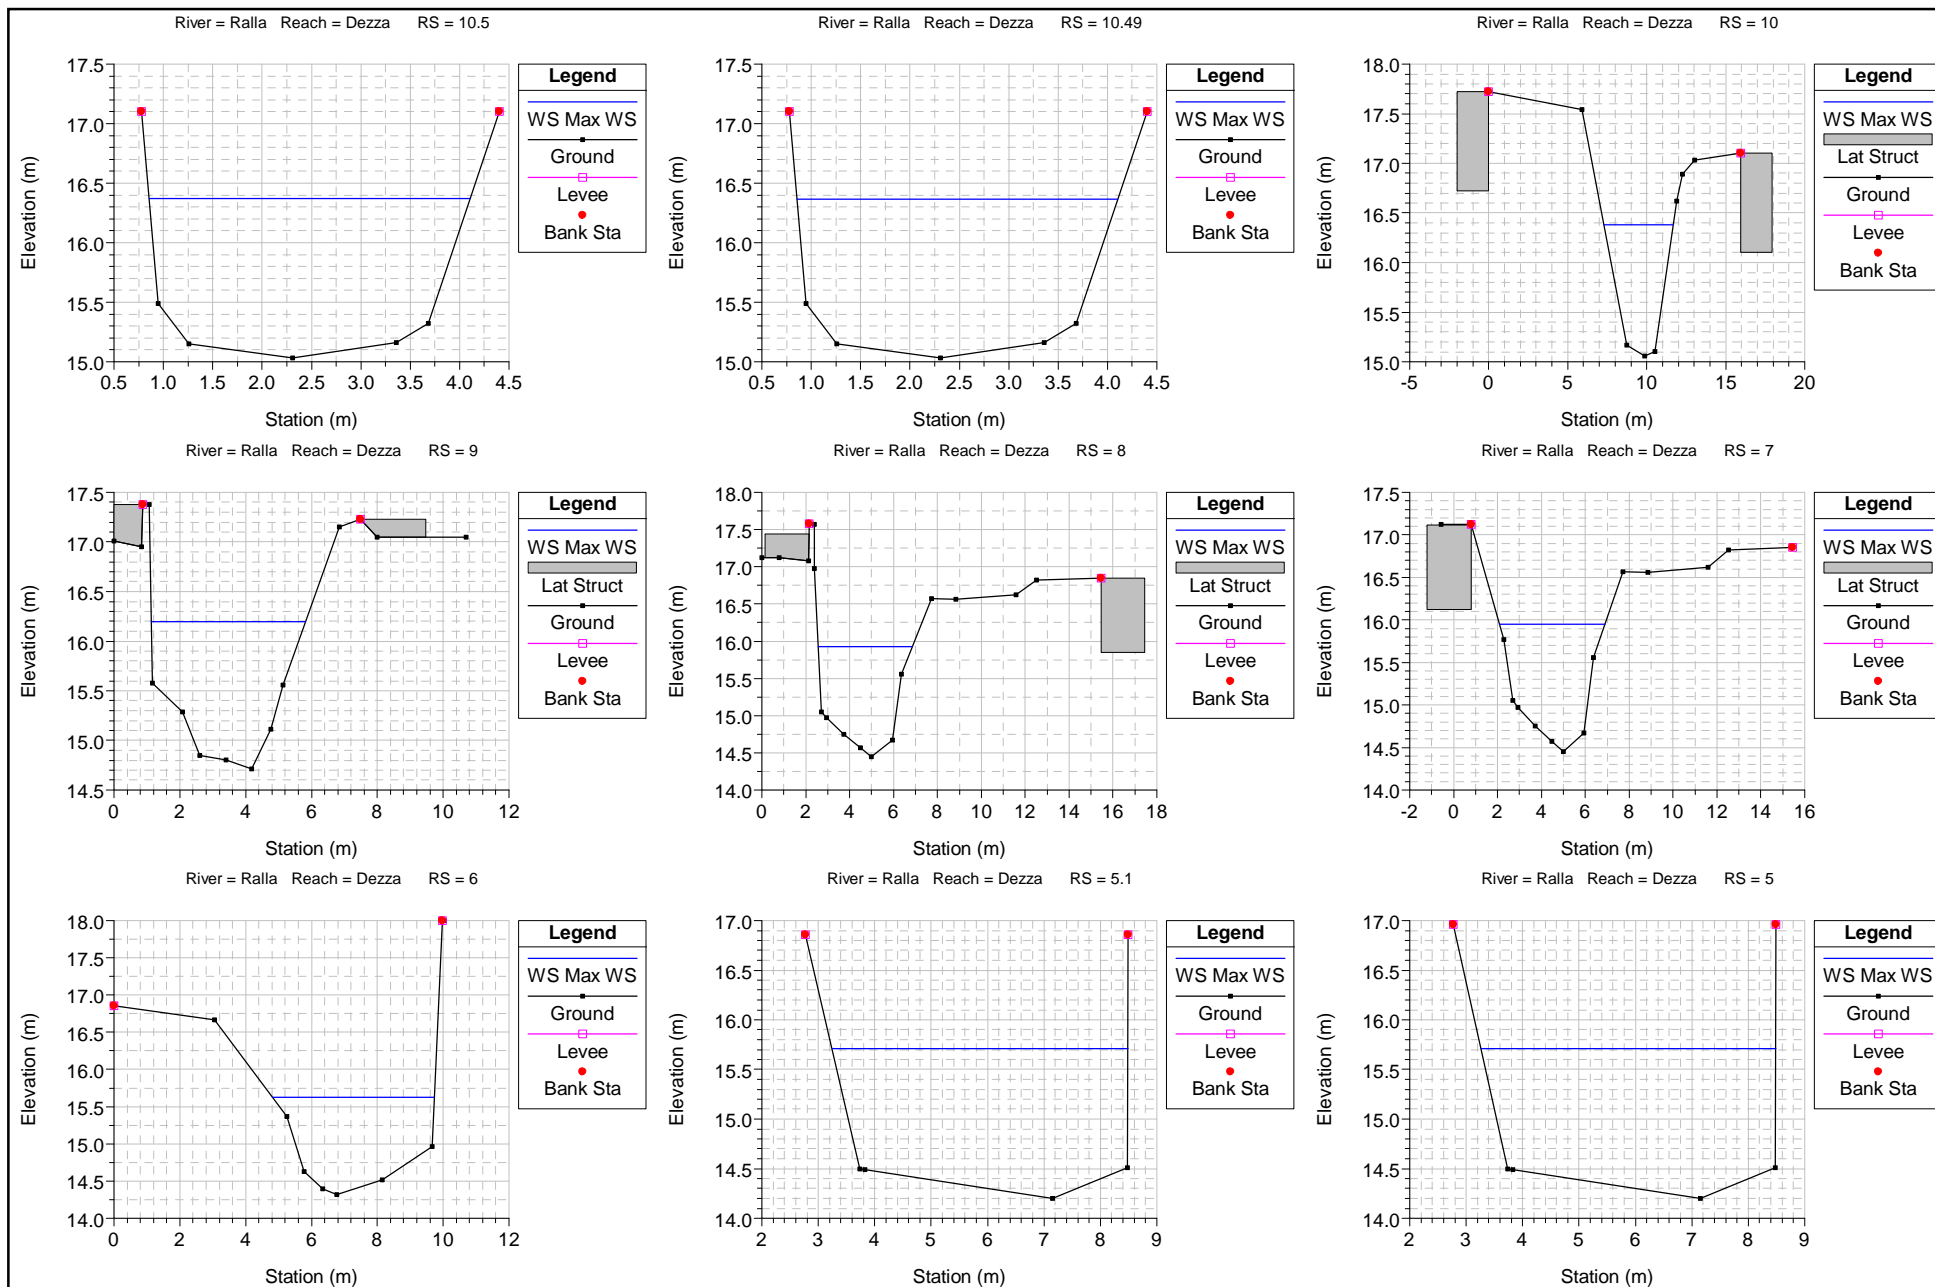 River = Ralla   Reach = Dezza   RS = 10.5
17.5
17.0
16.5
16.0
15.5
15.0
0.5 1.0 1.5 2.0 2.5 3.0 3.5 4.0 4.5
Elevation (m)
Station (m)
Legend
WS Max WS
Ground
Levee
Bank Sta
River = Ralla   Reach = Dezza   RS = 10.49
17.5
17.0
16.5
16.0
15.5
15.0
0.5 1.0 1.5 2.0 2.5 3.0 3.5 4.0 4.5
Elevation (m)
Station (m)
Legend
WS Max WS
Ground
Levee
Bank Sta
River = Ralla   Reach = Dezza   RS = 10
18.0
17.5
17.0
16.5
16.0
15.5
15.0
-5 0 5 10 15 20
Elevation (m)
Station (m)
Legend
WS Max WS
Lat Struct
Ground
Levee
Bank Sta
River = Ralla   Reach = Dezza   RS = 9
17.5
17.0
16.5
16.0
15.5
15.0
14.5
0 2 4 6 8 10 12
Elevation (m)
Station (m)
Legend
WS Max WS
Lat Struct
Ground
Levee
Bank Sta
River = Ralla   Reach = Dezza   RS = 8
18.0
17.5
17.0
16.5
16.0
15.5
15.0
14.5
14.0
0 2 4 6 8 10 12 14 16 18
Elevation (m)
Station (m)
Legend
WS Max WS
Lat Struct
Ground
Levee
Bank Sta
River = Ralla   Reach = Dezza   RS = 7
17.5
17.0
16.5
16.0
15.5
15.0
14.5
14.0
-2 0 2 4 6 8 10 12 14 16
Elevation (m)
Station (m)
Legend
WS Max WS
Lat Struct
Ground
Levee
Bank Sta
River = Ralla   Reach = Dezza   RS = 6
18.0
17.5
17.0
16.5
16.0
15.5
15.0
14.5
14.0
0 2 4 6 8 10 12
Elevation (m)
Station (m)
Legend
WS Max WS
Ground
Levee
Bank Sta
River = Ralla   Reach = Dezza   RS = 5.1
17.0
16.5
16.0
15.5
15.0
14.5
14.0
2 3 4 5 6 7 8 9
Elevation (m)
Station (m)
Legend
WS Max WS
Ground
Levee
Bank Sta
River = Ralla   Reach = Dezza   RS = 5
17.0
16.5
16.0
15.5
15.0
14.5
14.0
2 3 4 5 6 7 8 9
Elevation (m)
Station (m)
Legend
WS Max WS
Ground
Levee
Bank Sta